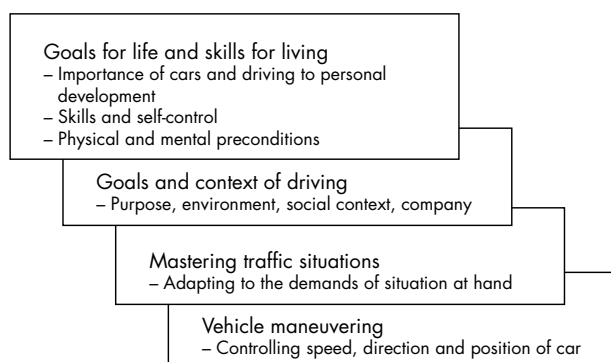 Goals for life and skills for living
– Importance of cars and driving to personal
development
– Skills and self-control
– Physical and mental preconditions
Goals and context of driving
– Purpose, environment, social context, company
Mastering traffic situations
– Adapting to the demands of situation at hand
Vehicle maneuvering
– Controlling speed, direction and position of car